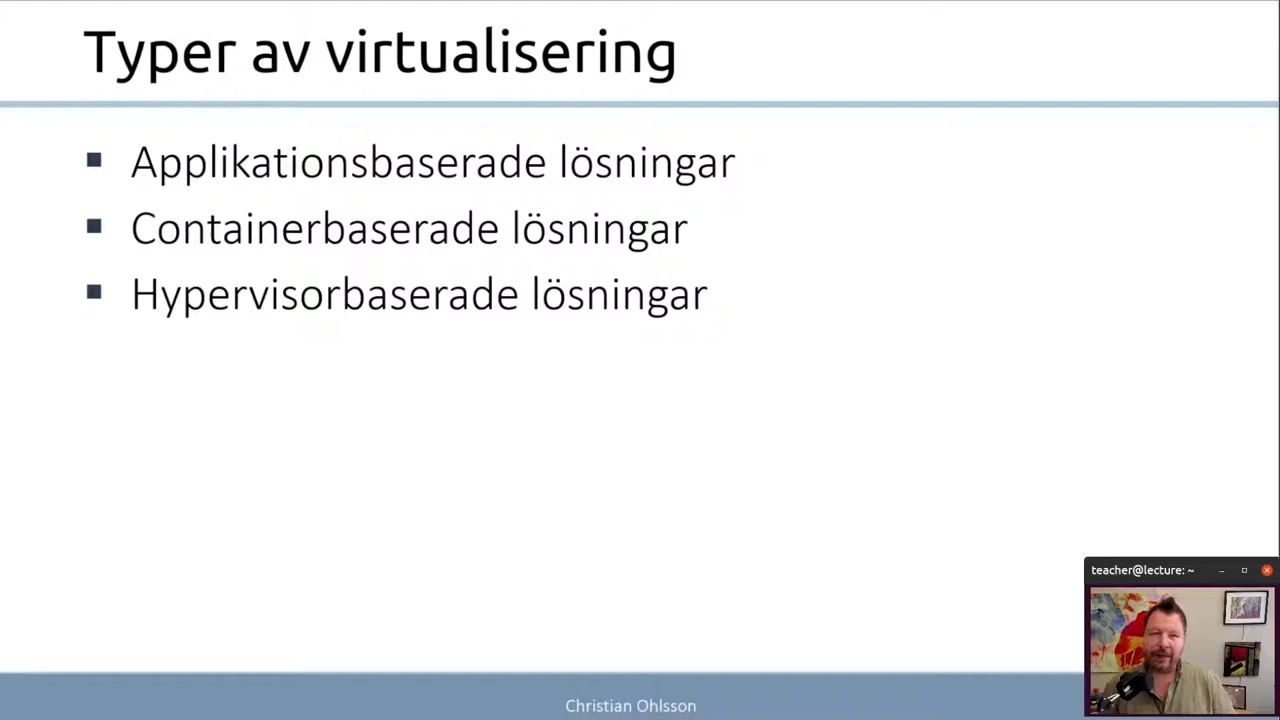 Typer av virtualisering
Applikationsbaserade lösningar
Containerbaserade lösningar
Hypervisorbaserade lösningar
teacher@lecture: ~
Christian Ohlsson